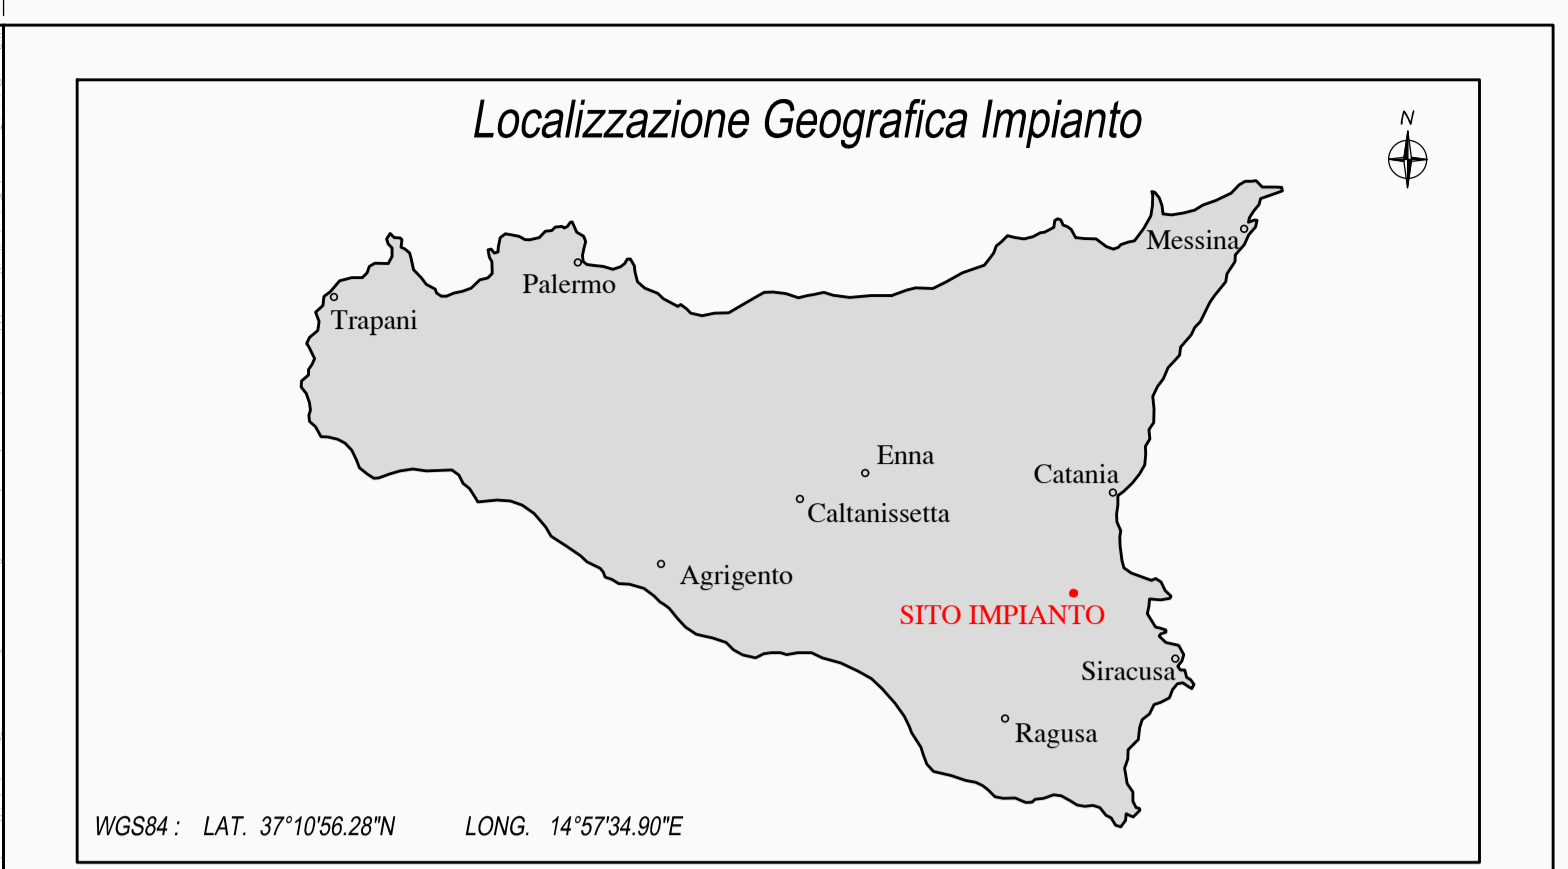 Localizzazione Geografica Impianto
N
Messina
Palermo
Trapani
Enna
Catania
Caltanissetta
Agrigento
SITO IMPIANTO
Siracusa
Ragusa
WGS84 : LAT. 37°10'56.28"N LONG. 14°57'34.90"E